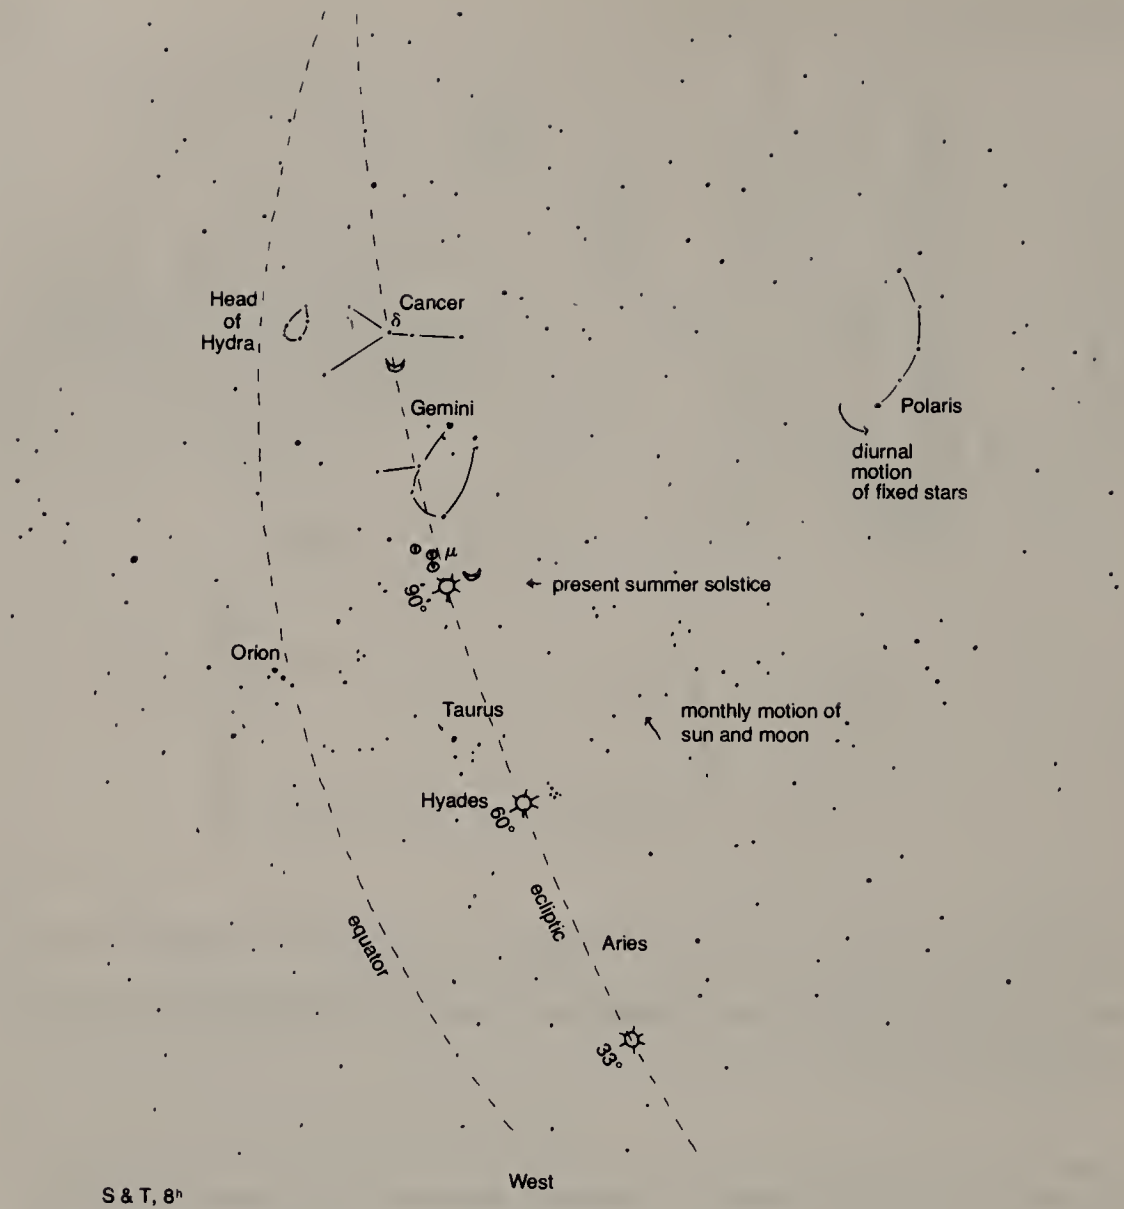 Head
of
Hydra
Cancer
δ
Gemini
Polaris
diurnal
motion
of fixed stars
μ
90°
present summer solstice
Orion
Taurus
monthly motion of
sun and moon
Hyades
60°
ecliptic
equator
Aries
33°
West
S & T, 8ʰ